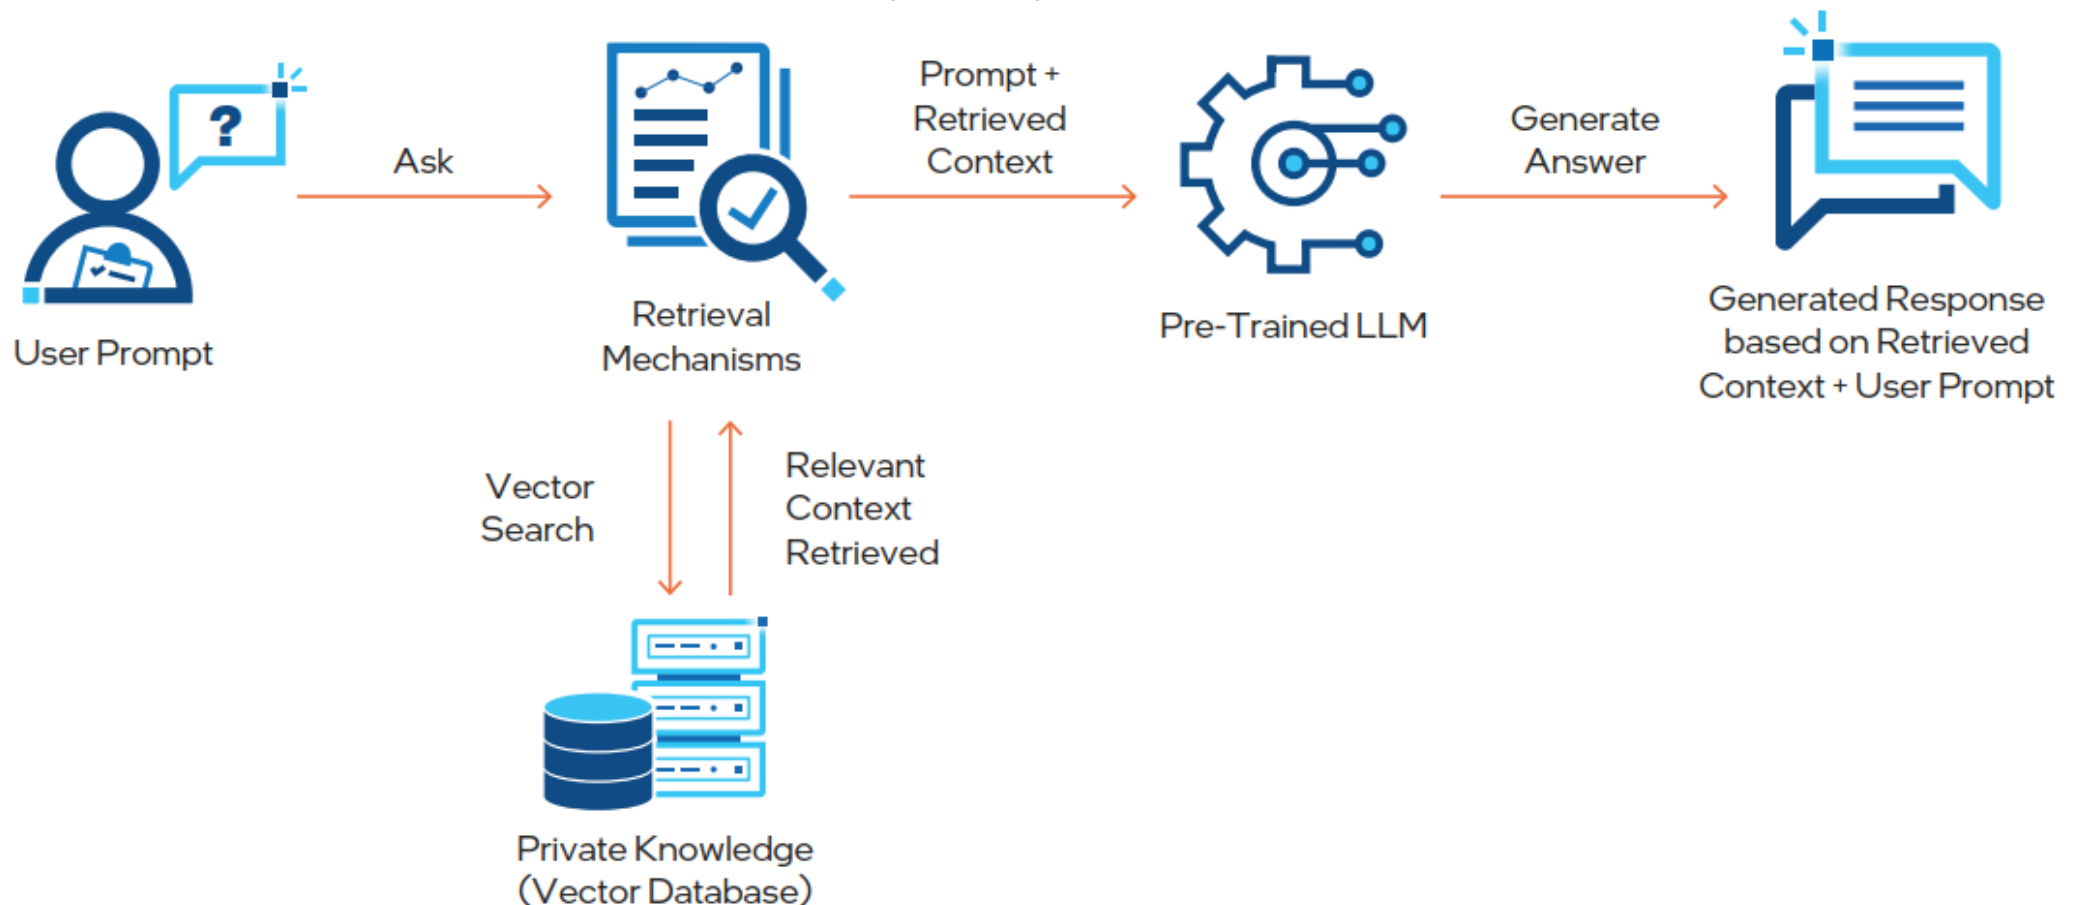 ?
Ask
Prompt +
Retrieved
Context
Generate
Answer
User Prompt
Retrieval
Mechanisms
Pre-Trained LLM
Generated Response
based on Retrieved
Context + User Prompt
Vector
Search
Relevant
Context
Retrieved
Private Knowledge
(Vector Database)